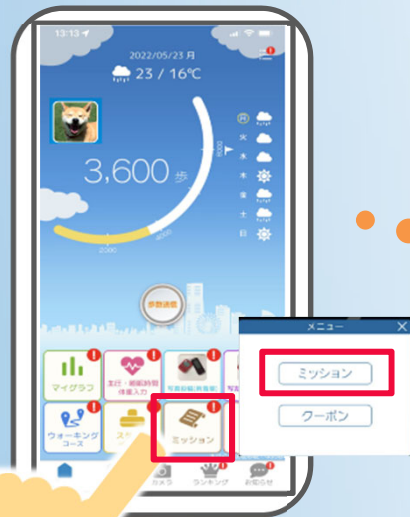 13:13
2022/05/23 月
23 / 16℃
月
火
水
木
金
土
日
3,600 歩
8000
4000
2000
歩数送信
マイグラフ
血圧・睡眠時間
体重入力
写真投稿(
ウォーキング
コース
ミッション
カメラ
ランキング
お知らせ
メニュー
ミッション
クーポン